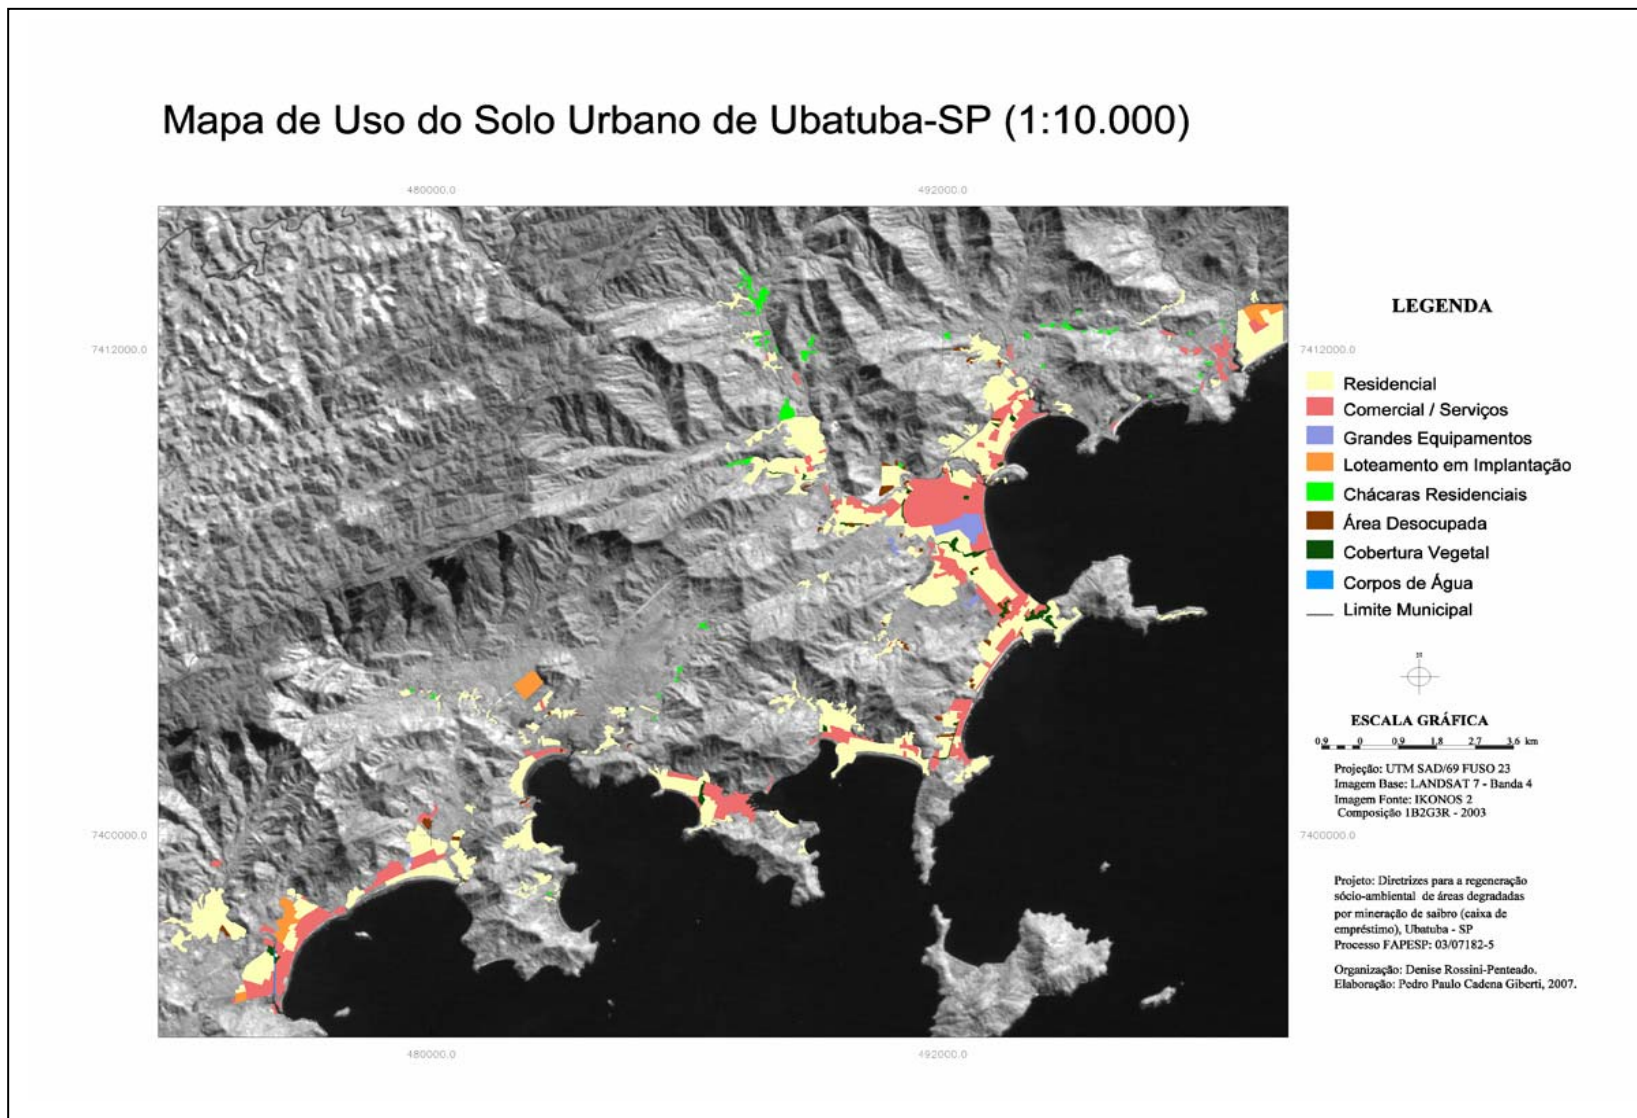 Mapa de Uso do Solo Urbano de Ubatuba-SP (1:10.000)
480000.0
492000.0
7412000.0
7412000.0
7400000.0
7400000.0
480000.0
492000.0
LEGENDA
Residencial
Comercial / Serviços
Grandes Equipamentos
Loteamento em Implantação
Chácaras Residenciais
Área Desocupada
Cobertura Vegetal
Corpos de Água
Limite Municipal
ESCALA GRÁFICA
0.9 0 0.9 1.8 2.7 3.6 km
Projeção: UTM SAD/69 FUSO 23
Imagem Base: LANDSAT 7 - Banda 4
Imagem Fonte: IKONOS 2
Composição 1B2G3R - 2003
Projeto: Diretrizes para a regeneração
sócio-ambiental de áreas degradadas
por mineração de saibro (caixa de
empréstimo), Ubatuba - SP
Processo FAPESP: 03/07182-5
Organização: Denise Rossini-Penteado.
Elaboração: Pedro Paulo Cadena Giberti, 2007.